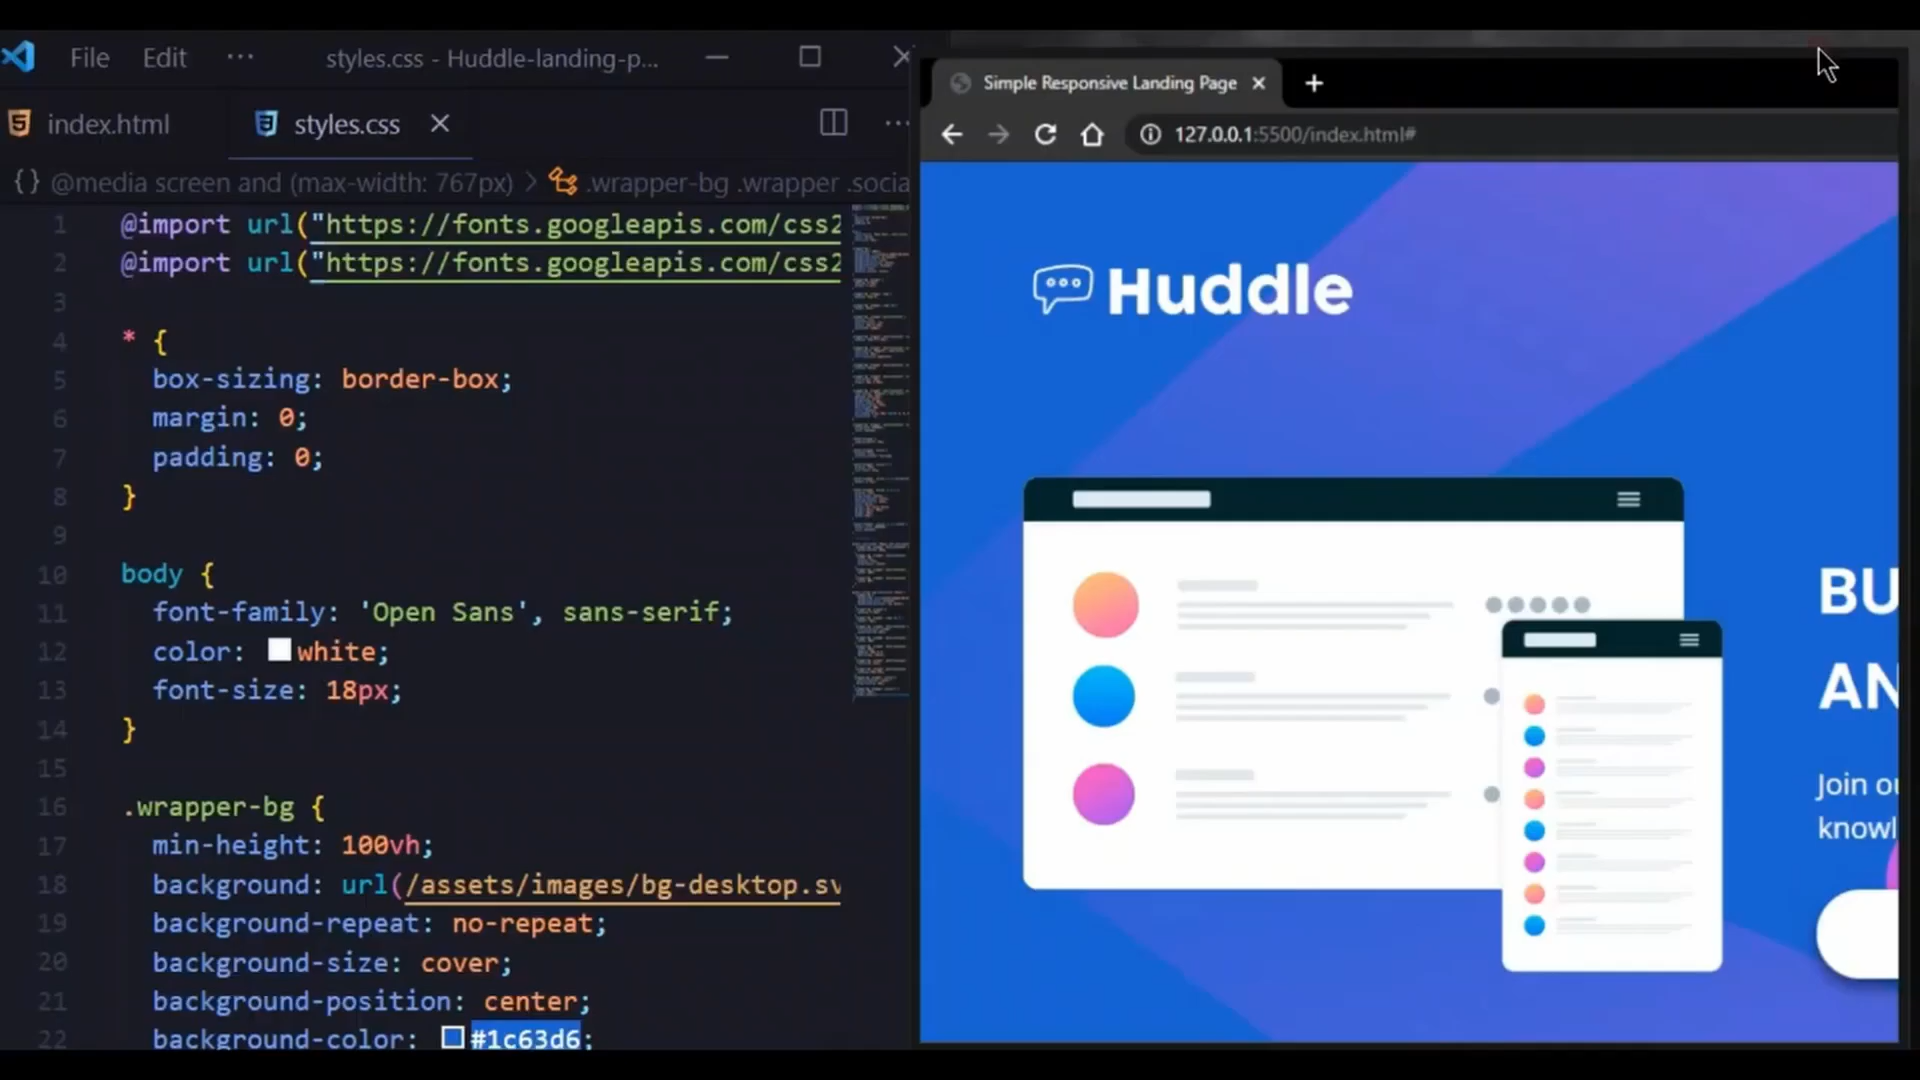 File Edit ··· styles.css - Huddle-landing-p...
index.html styles.css
{} @media screen and (max-width: 767px) > .wrapper-bg .wrapper .socia
1 @import url("https://fonts.googleapis.com/css2
2 @import url("https://fonts.googleapis.com/css2
3
4 * {
5 box-sizing: border-box;
6 margin: 0;
7 padding: 0;
8 }
9
10 body {
11 font-family: 'Open Sans', sans-serif;
12 color: white;
13 font-size: 18px;
14 }
15
16 .wrapper-bg {
17 min-height: 100vh;
18 background: url(/assets/images/bg-desktop.sv
19 background-repeat: no-repeat;
20 background-size: cover;
21 background-position: center;
22 background-color: #1c63d6;
Simple Responsive Landing Page
127.0.0.1:5500/index.html#
Huddle
BU
AN
Join ou
knowl